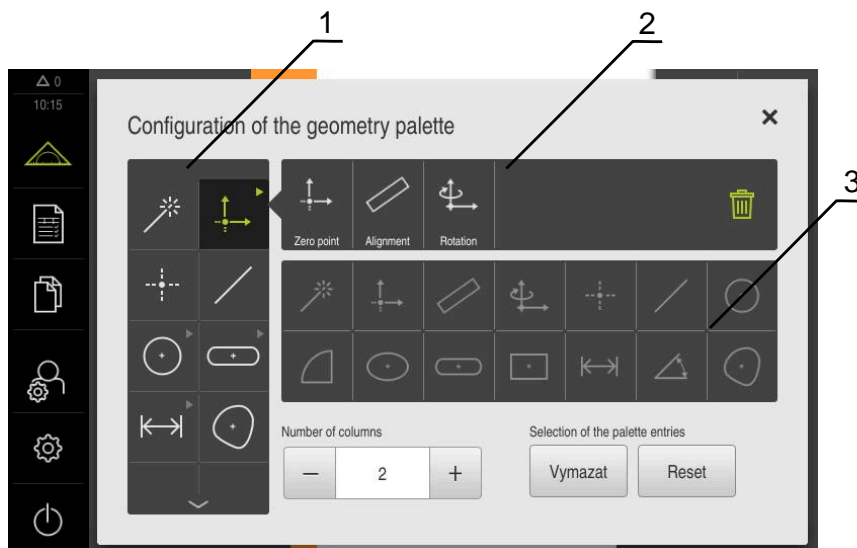 1
2
3
0
10:15
Configuration of the geometry palette
Zero point
Alignment
Rotation
Number of columns
2
Selection of the palette entries
Vymazat
Reset